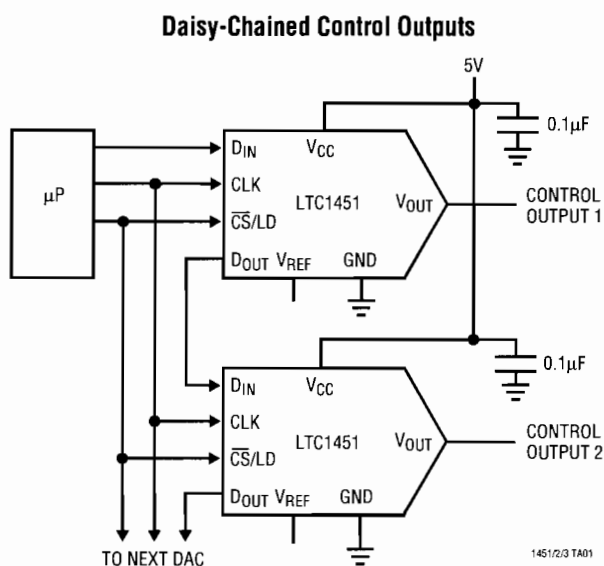 Daisy-Chained Control Outputs
5V
0.1µF
µP
DIN
VCC
CLK
LTC1451
CS/LD
VOUT
CONTROL
OUTPUT 1
DOUT
VREF
GND
0.1µF
DIN
VCC
CLK
LTC1451
CS/LD
VOUT
CONTROL
OUTPUT 2
DOUT
VREF
GND
TO NEXT DAC
1451/2/3 TA01